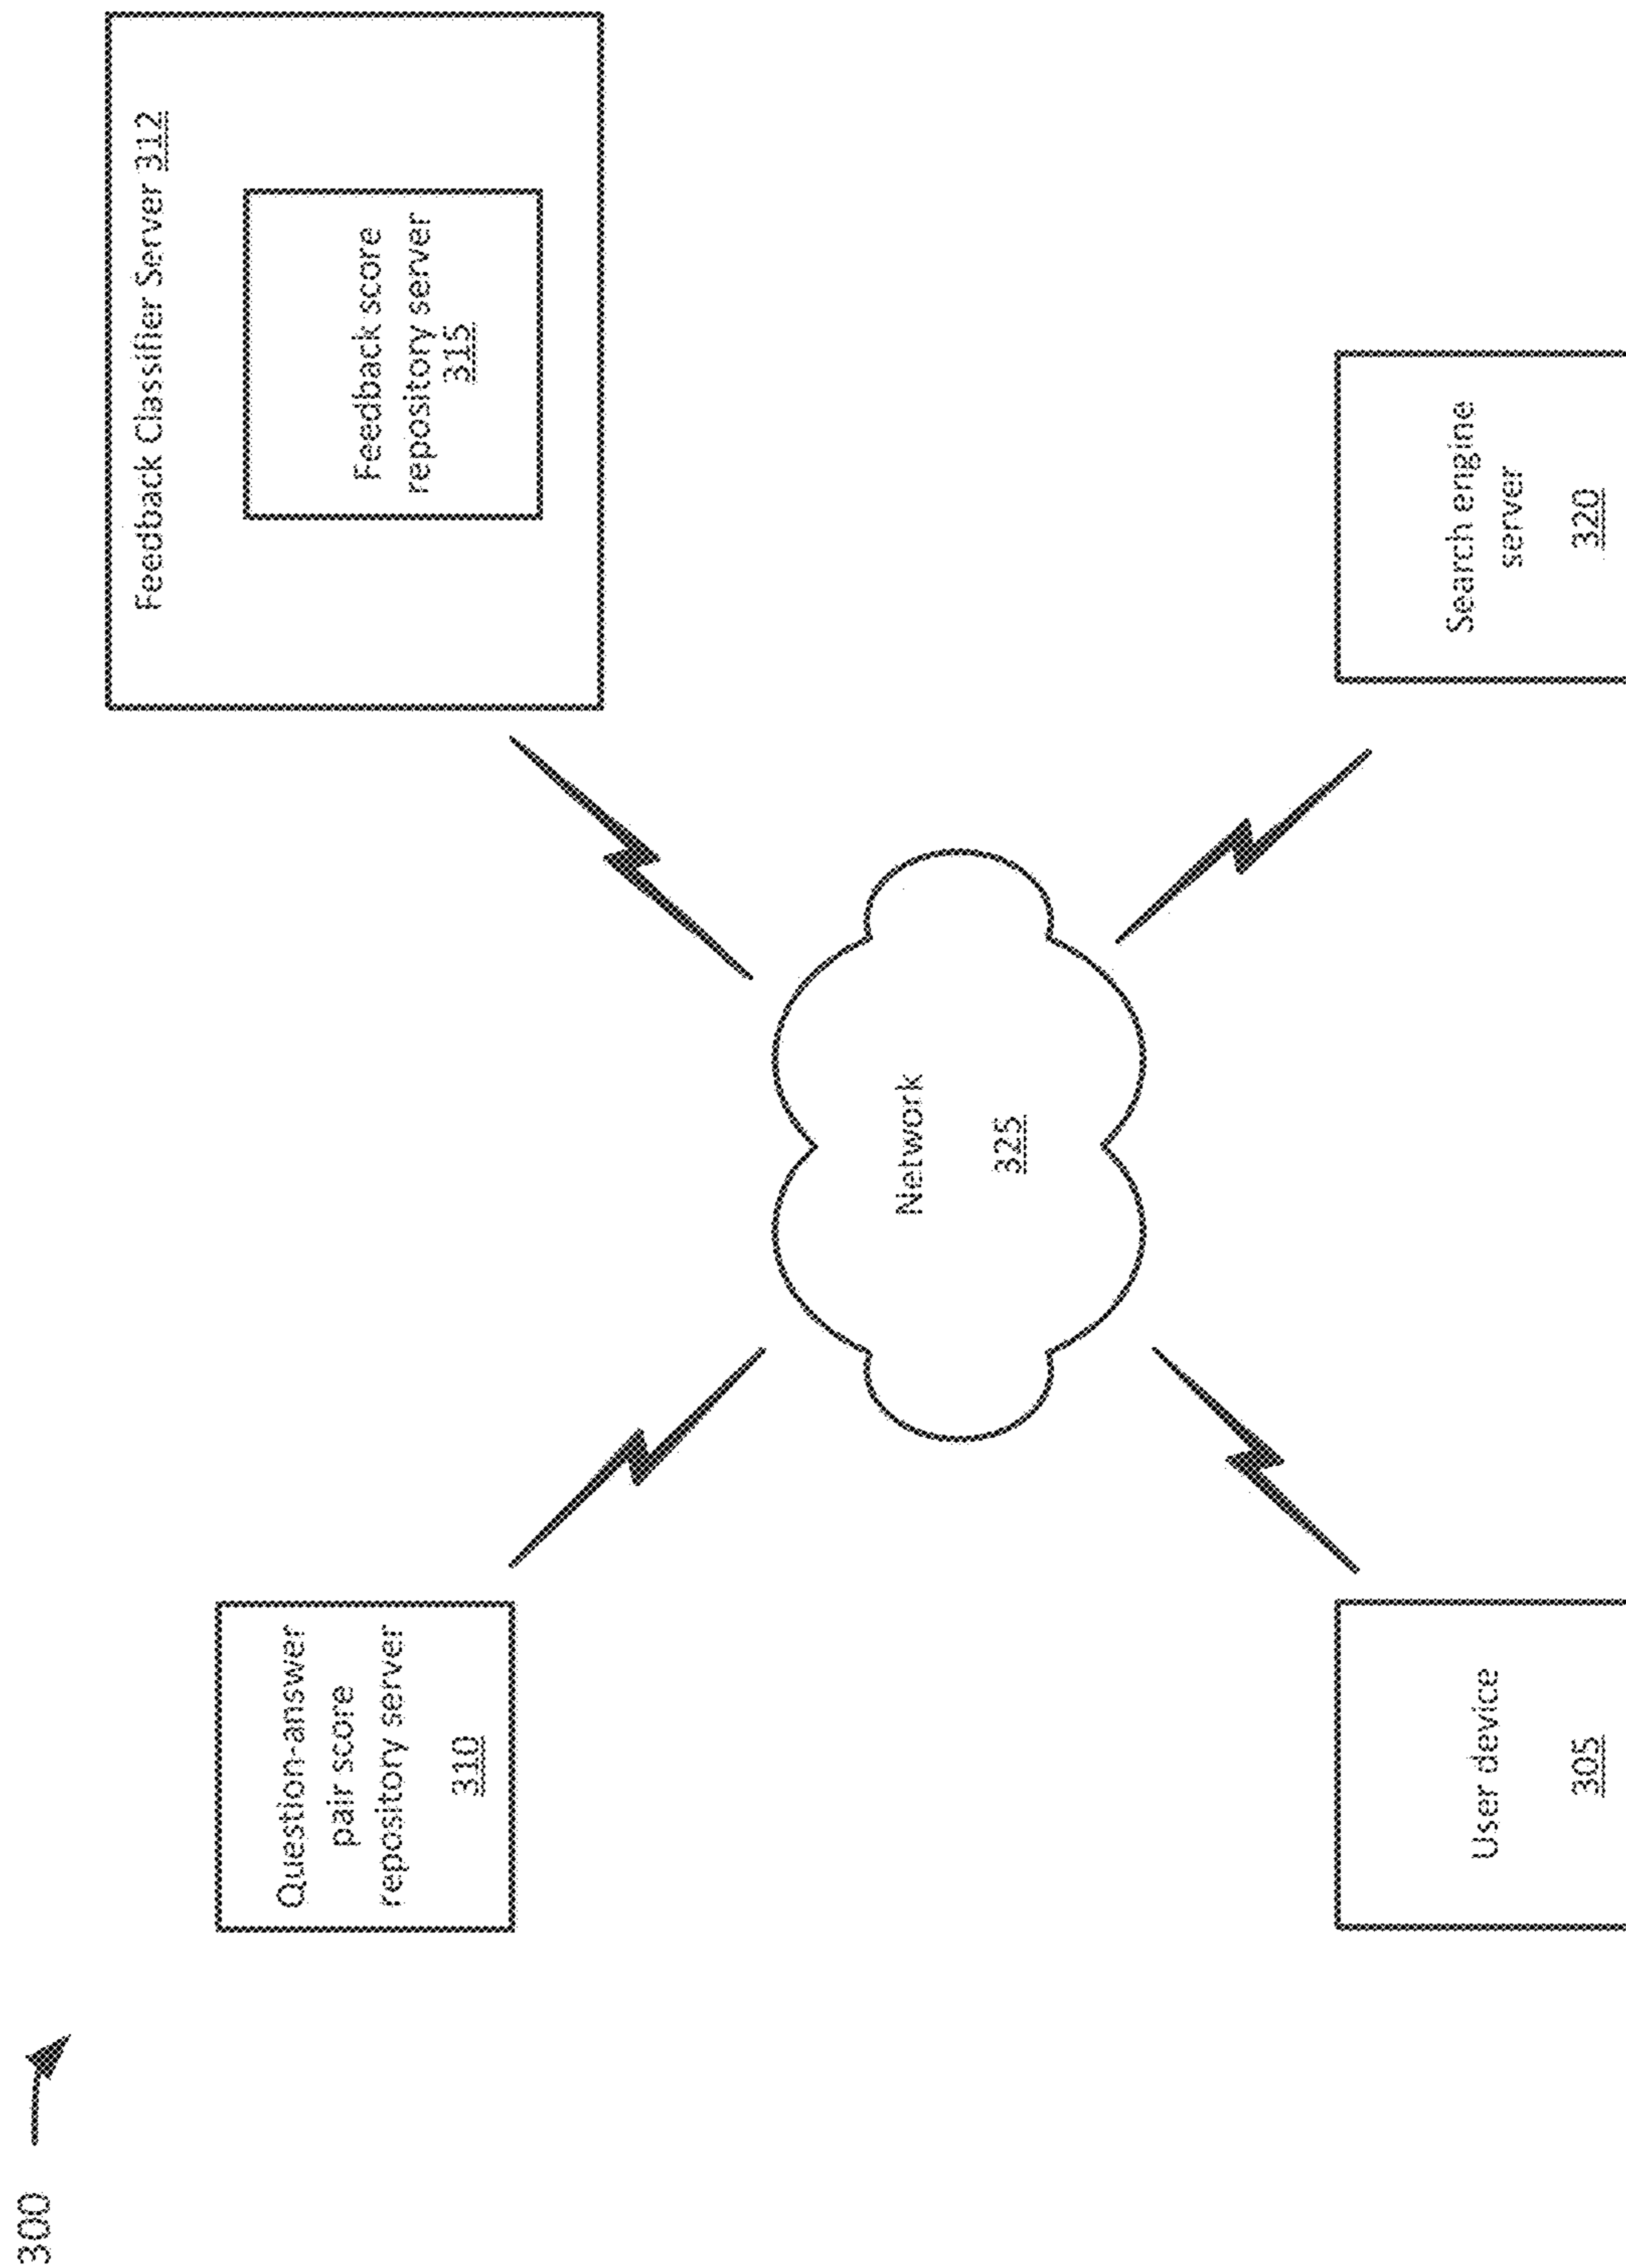 300
Question-answer
pair score
repository server
310
Feedback Classifier Server 312
Feedback score
repository server
315
Network
325
User device
305
Search engine
server
320